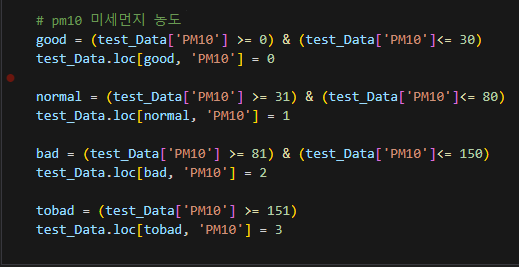 # pm10 미세먼지 농도
good = (test_Data['PM10'] >= 0) & (test_Data['PM10']<= 30)
test_Data.loc[good, 'PM10'] = 0
normal = (test_Data['PM10'] >= 31) & (test_Data['PM10']<= 80)
test_Data.loc[normal, 'PM10'] = 1
bad = (test_Data['PM10'] >= 81) & (test_Data['PM10']<= 150)
test_Data.loc[bad, 'PM10'] = 2
tobad = (test_Data['PM10'] >= 151)
test_Data.loc[tobad, 'PM10'] = 3